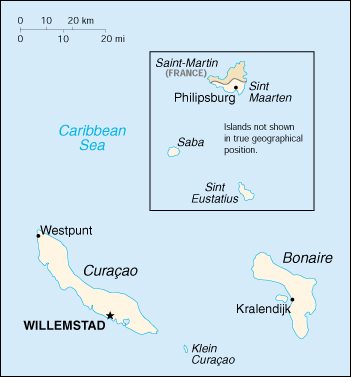 0 10 20 km
0 10 20 mi
Saint-Martin
(FRANCE)
Sint
Maarten
Philipsburg
Islands not shown
in true geographical
position.
Caribbean
Sea
Saba
Sint
Eustatius
Westpunt
Curaçao
Bonaire
Kralendijk
WILLEMSTAD
Klein
Curaçao